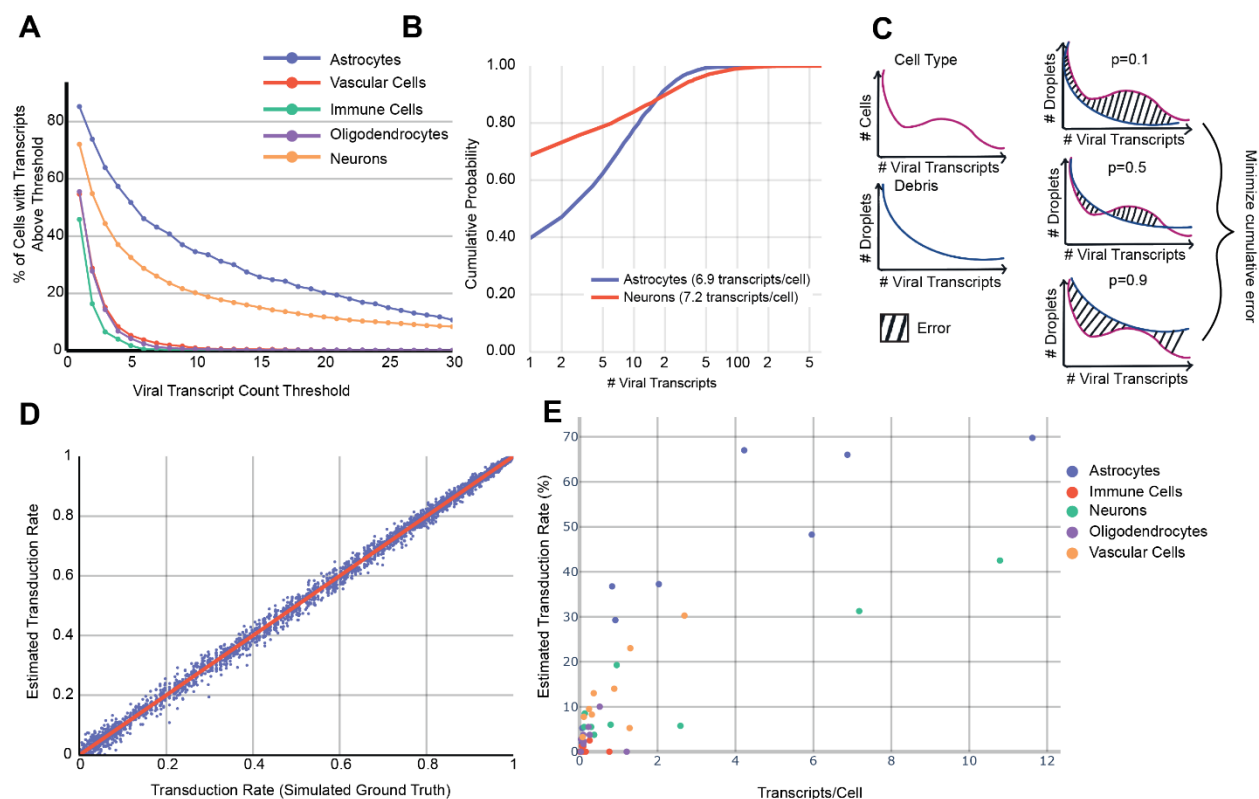 A
Astrocytes
Vascular Cells
Immune Cells
Oligodendrocytes
Neurons
% of Cells with Transcripts
Above Threshold
80
60
40
20
0
0 5 10 15 20 25 30
Viral Transcript Count Threshold
B
Cumulative Probability
1.00
0.80
0.60
0.40
0.20
0.00
Astrocytes (6.9 transcripts/cell)
Neurons (7.2 transcripts/cell)
1 2 5 10 2 5 100 2 5
# Viral Transcripts
C
Cell Type
# Cells
# Viral Transcripts
Debris
# Droplets
# Viral Transcripts
Error
p=0.1
# Droplets
# Viral Transcripts
p=0.5
# Droplets
# Viral Transcripts
p=0.9
# Droplets
# Viral Transcripts
Minimize cumulative error
D
Estimated Transduction Rate
1
0.8
0.6
0.4
0.2
0
0 0.2 0.4 0.6 0.8 1
Transduction Rate (Simulated Ground Truth)
E
Estimated Transduction Rate (%)
70
60
50
40
30
20
10
0
0 2 4 6 8 10 12
Transcripts/Cell
Astrocytes
Immune Cells
Neurons
Oligodendrocytes
Vascular Cells